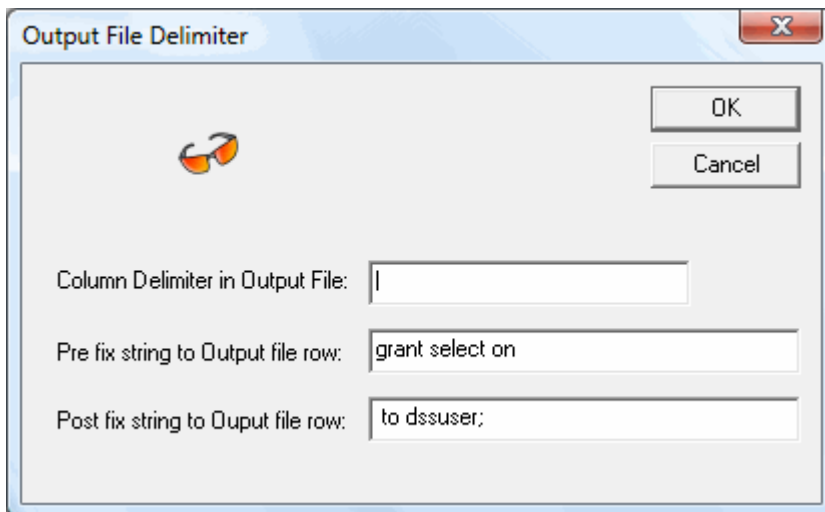 Output File Delimiter
OK
Cancel
Column Delimiter in Output File:
Pre fix string to Output file row: grant select on
Post fix string to Ouput file row: to dssuser;